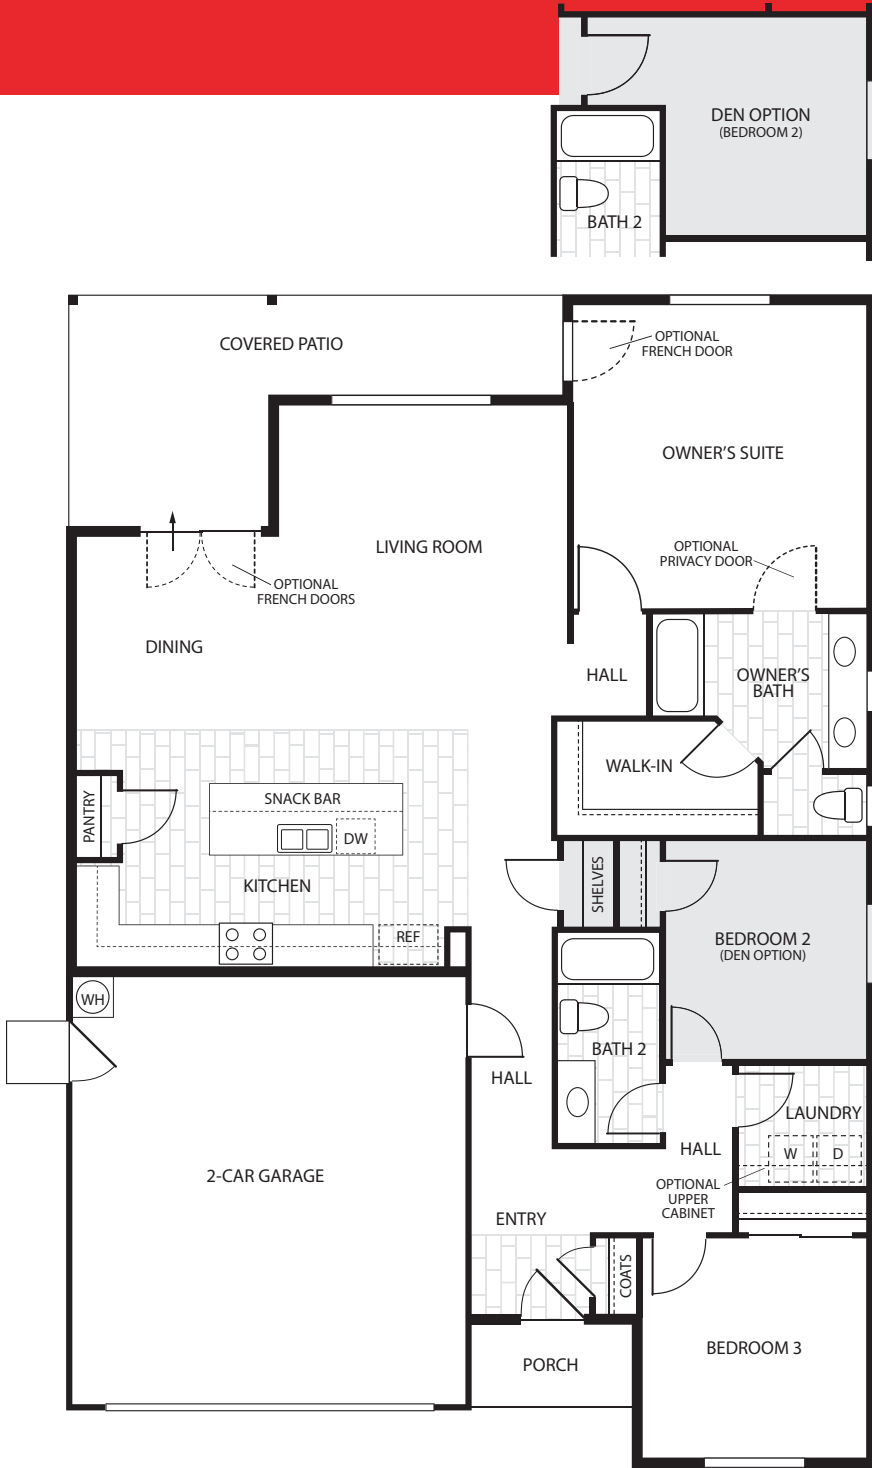 DEN OPTION
(BEDROOM 2)
BATH 2
COVERED PATIO
OPTIONAL
FRENCH DOOR
OWNER'S SUITE
LIVING ROOM
OPTIONAL
PRIVACY DOOR
OPTIONAL
FRENCH DOORS
DINING
HALL
OWNER'S
BATH
WALK-IN
PANTRY
SNACK BAR
DW
KITCHEN
SHELVES
REF
BEDROOM 2
(DEN OPTION)
WH
BATH 2
HALL
LAUNDRY
W
D
HALL
2-CAR GARAGE
OPTIONAL
UPPER
CABINET
ENTRY
COATS
BEDROOM 3
PORCH